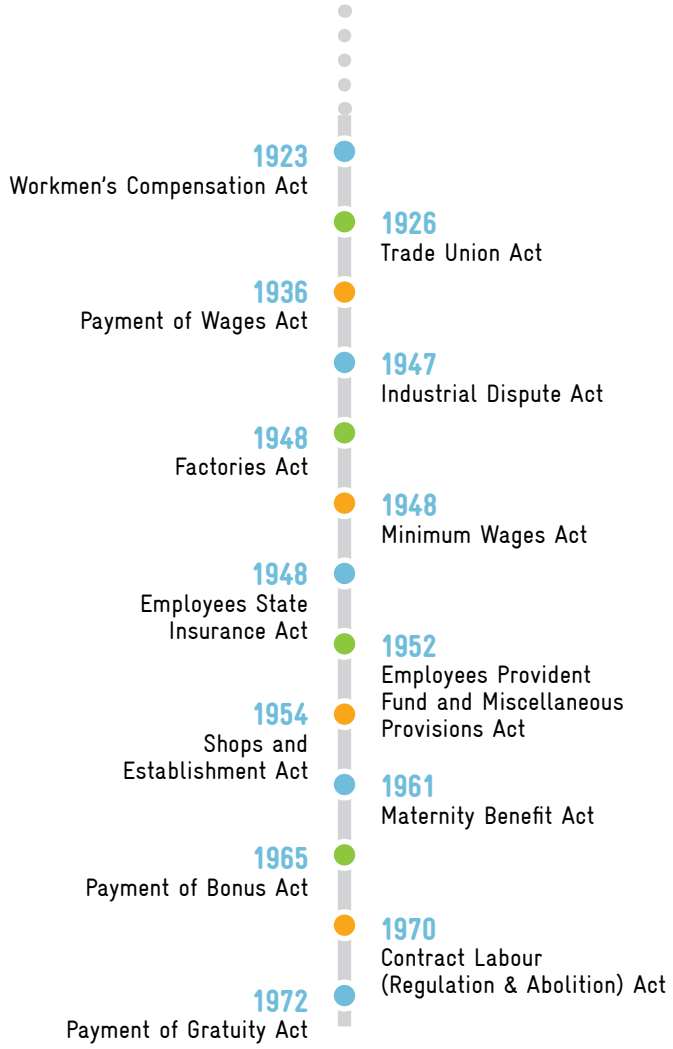 1923
Workmen's Compensation Act
1926
Trade Union Act
1936
Payment of Wages Act
1947
Industrial Dispute Act
1948
Factories Act
1948
Minimum Wages Act
1948
Employees State
Insurance Act
1952
Employees Provident
Fund and Miscellaneous
Provisions Act
1954
Shops and
Establishment Act
1961
Maternity Benefit Act
1965
Payment of Bonus Act
1970
Contract Labour
(Regulation & Abolition) Act
1972
Payment of Gratuity Act